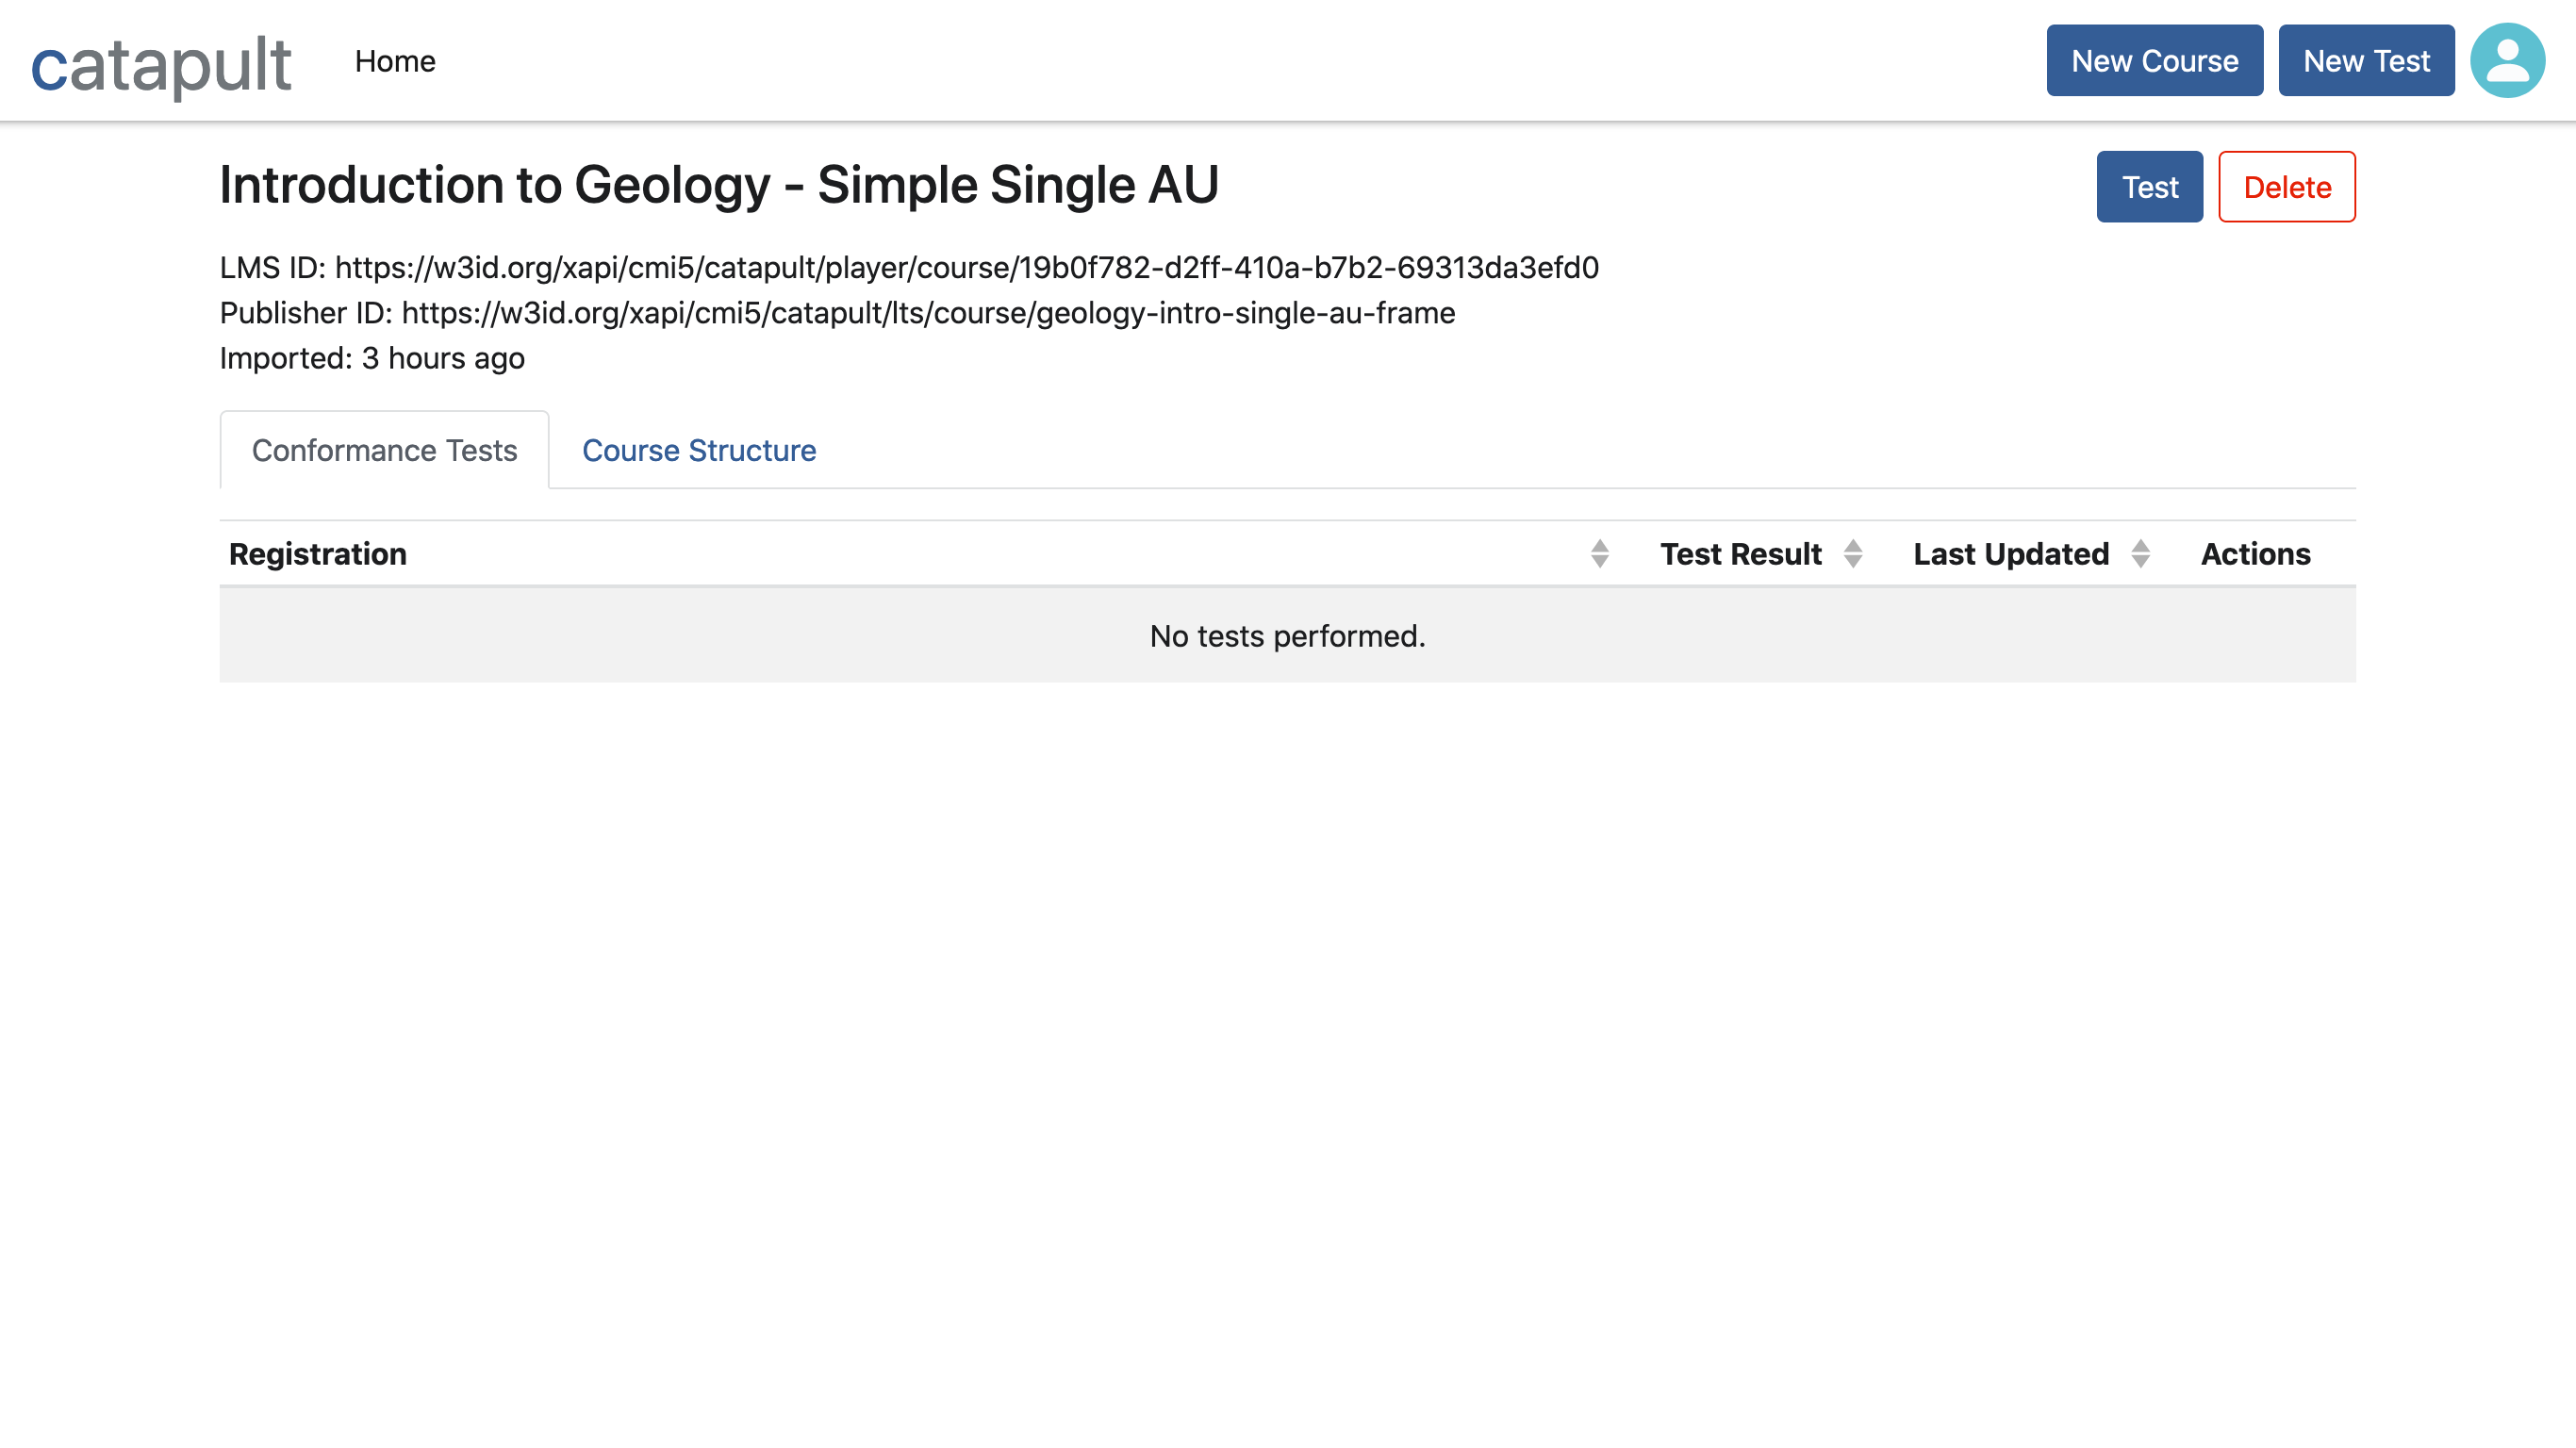 catapult Home New Course New Test
Introduction to Geology - Simple Single AU Test Delete
LMS ID: https://w3id.org/xapi/cmi5/catapult/player/course/19b0f782-d2ff-410a-b7b2-69313da3efd0
Publisher ID: https://w3id.org/xapi/cmi5/catapult/lts/course/geology-intro-single-au-frame
Imported: 3 hours ago
Conformance Tests Course Structure
Registration Test Result Last Updated Actions
No tests performed.